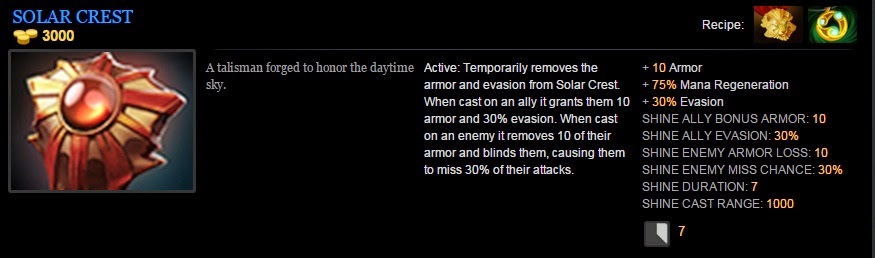 SOLAR CREST
3000
Recipe:
A talisman forged to honor the daytime
sky.
Active: Temporarily removes the
armor and evasion from Solar Crest.
When cast on an ally it grants them 10
armor and 30% evasion. When cast
on an enemy it removes 10 of their
armor and blinds them, causing them
to miss 30% of their attacks.
+ 10 Armor
+ 75% Mana Regeneration
+ 30% Evasion
SHINE ALLY BONUS ARMOR: 10
SHINE ALLY EVASION: 30%
SHINE ENEMY ARMOR LOSS: 10
SHINE ENEMY MISS CHANCE: 30%
SHINE DURATION: 7
SHINE CAST RANGE: 1000
7